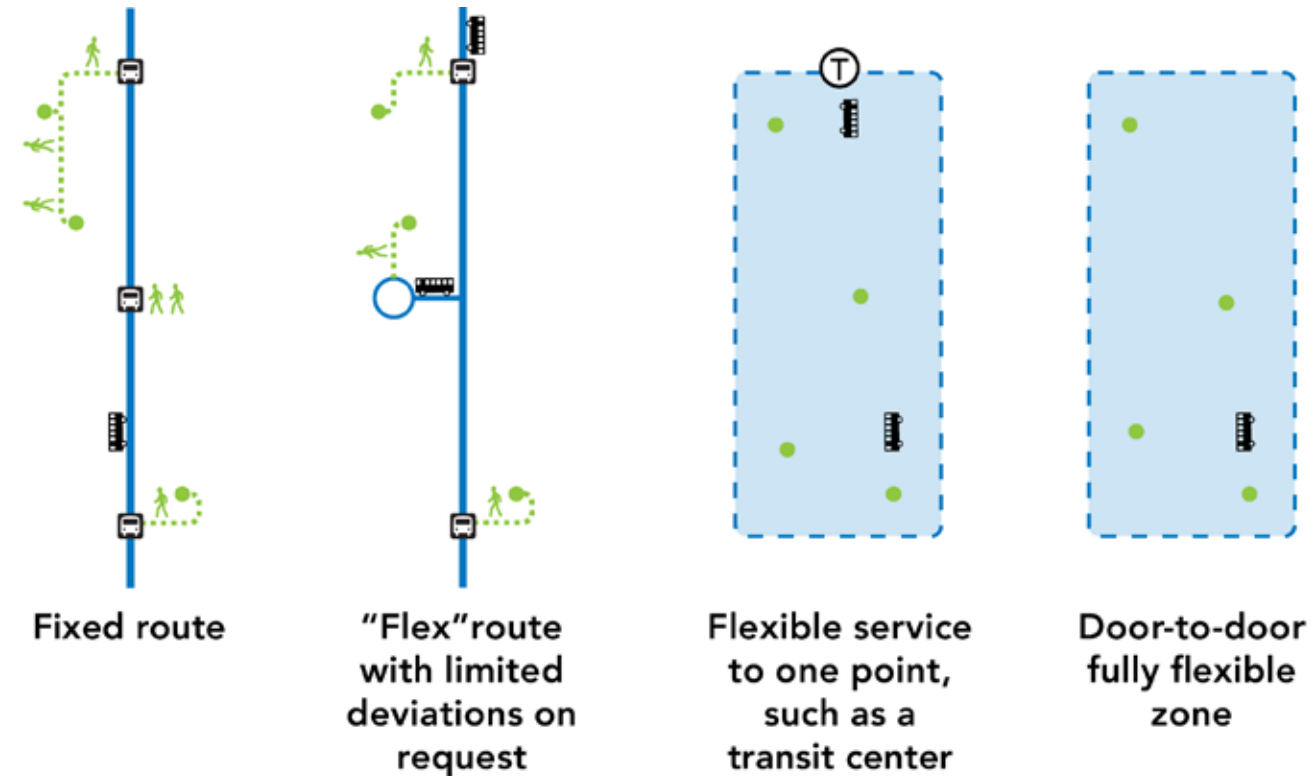 T
Fixed route
“Flex”route
with limited
deviations on
request
Flexible service
to one point,
such as a
transit center
Door-to-door
fully flexible
zone